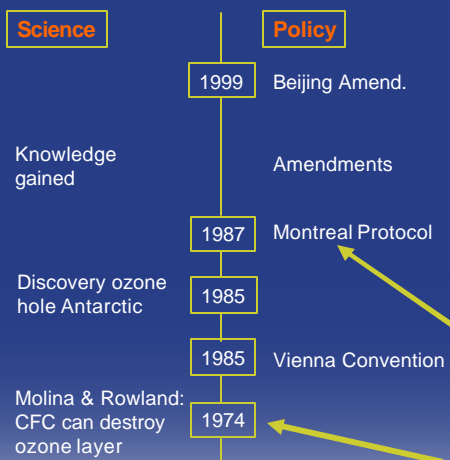 Science
Policy
1999
Beijing Amend.
Knowledge
gained
Amendments
1987
Montreal Protocol
Discovery ozone
hole Antarctic
1985
1985
Vienna Convention
Molina & Rowland:
CFC can destroy
ozone layer
1974